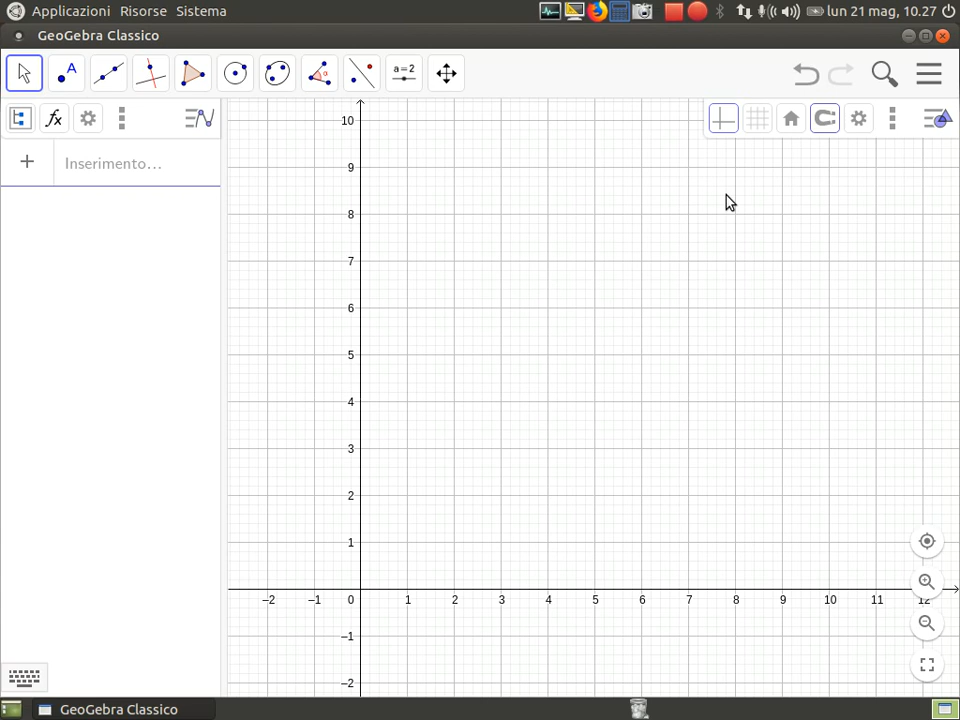 Applicazioni Risorse Sistema lun 21 mag, 10.27
GeoGebra Classico
A α a=2
fx
+ Inserimento…
10
9
8
7
6
5
4
3
2
1
–2 –1 0 1 2 3 4 5 6 7 8 9 10 11 12
–1
–2
GeoGebra Classico